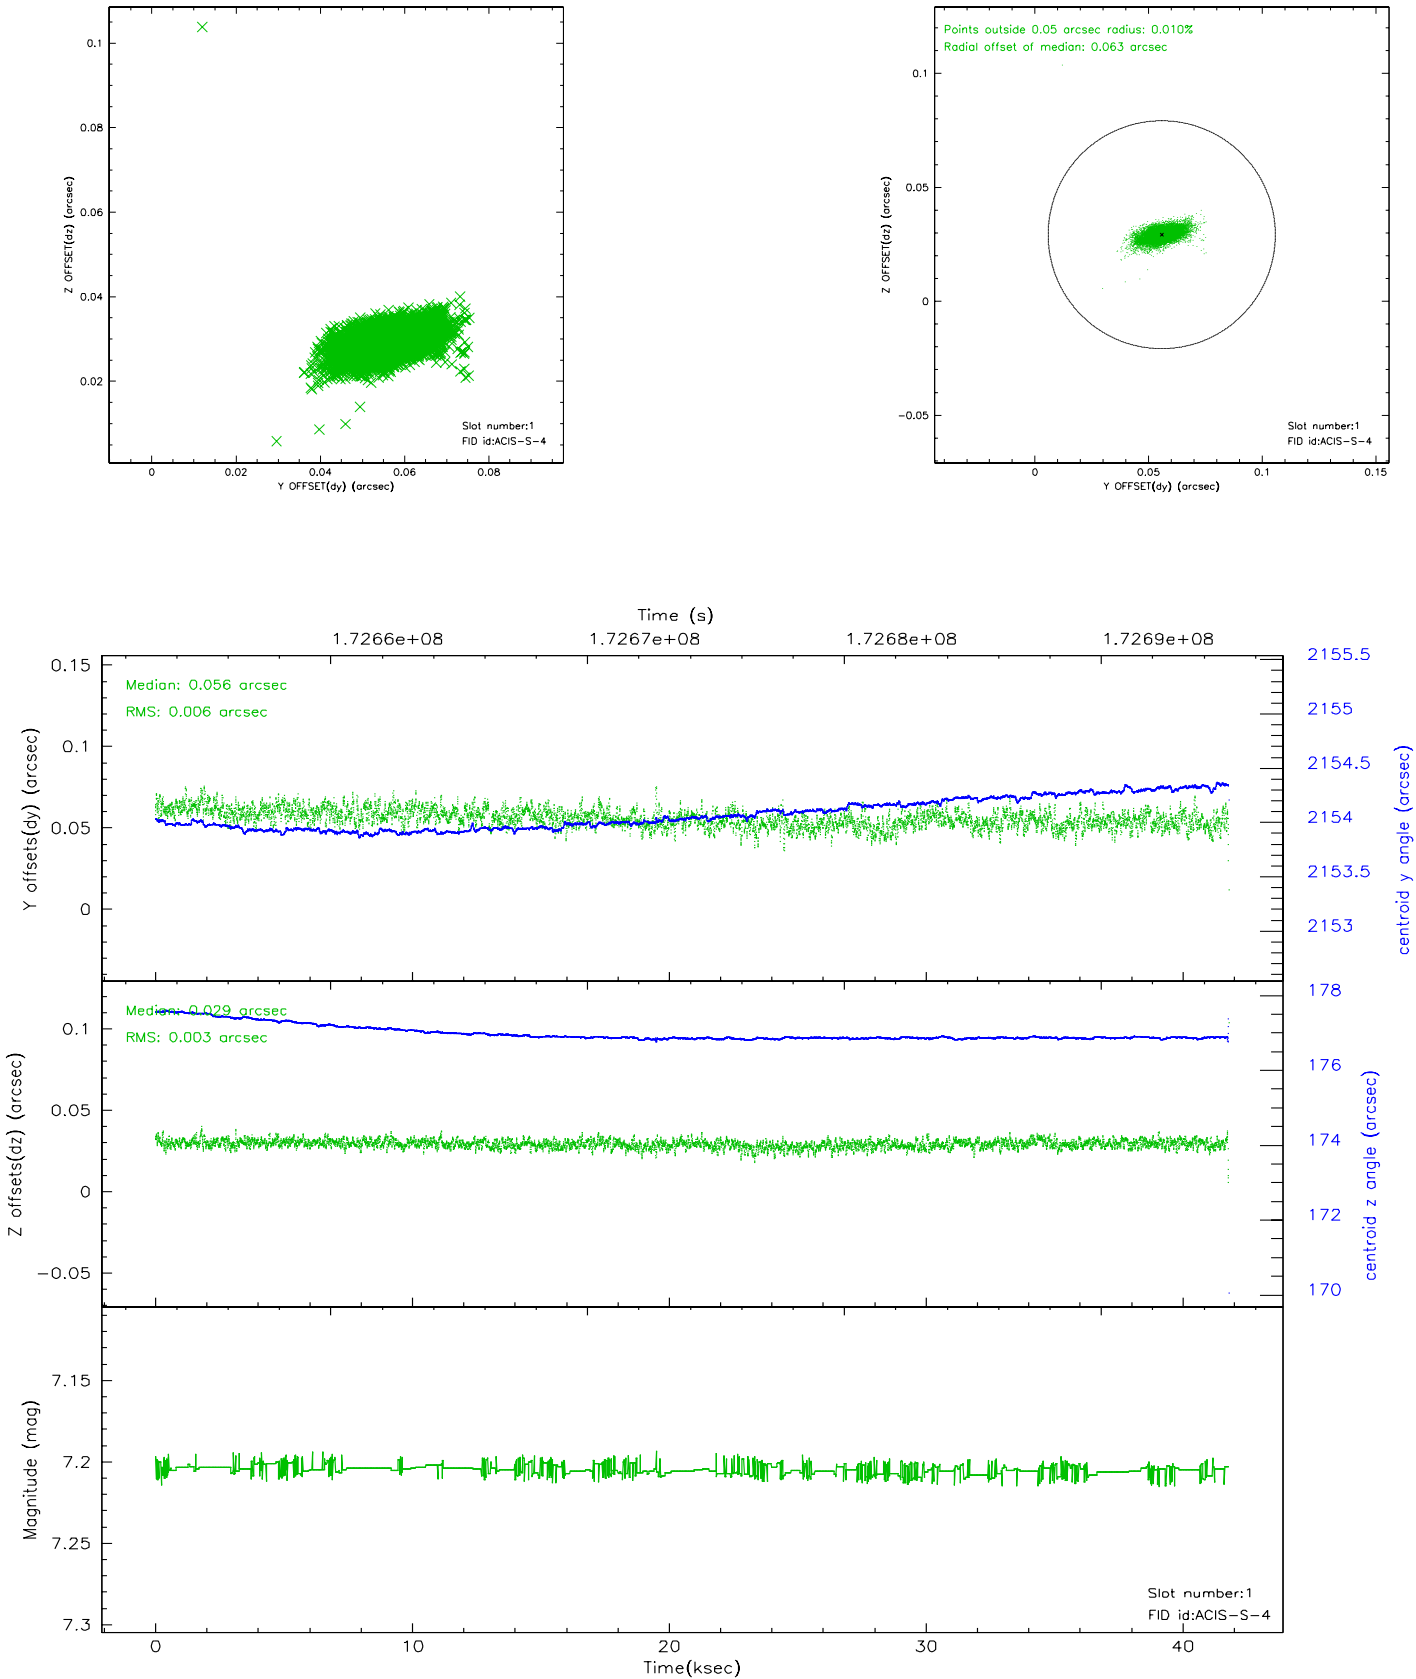 0.1
0.08
0.06
0.04
0.02
Z OFFSET(dz) (arcsec)
Slot number:1
FID id:ACIS-S-4
0
0.02
0.04
0.06
0.08
Y OFFSET(dy) (arcsec)
Points outside 0.05 arcsec radius: 0.010%
Radial offset of median: 0.063 arcsec
0.1
0.05
0
-0.05
Z OFFSET(dz) (arcsec)
Slot number:1
FID id:ACIS-S-4
0
0.05
0.1
0.15
Y OFFSET(dy) (arcsec)
Time (s)
1.7266e+08
1.7267e+08
1.7268e+08
1.7269e+08
0.15
0.1
0.05
0
Y offsets(dy) (arcsec)
Median: 0.056 arcsec
RMS: 0.006 arcsec
2155.5
2155
2154.5
2154
2153.5
2153
centroid y angle (arcsec)
0.1
0.05
0
-0.05
Z offsets(dz) (arcsec)
Median: 0.029 arcsec
RMS: 0.003 arcsec
178
176
174
172
170
centroid z angle (arcsec)
7.15
7.2
7.25
7.3
Magnitude (mag)
Slot number:1
FID id:ACIS-S-4
0
10
20
30
40
Time(ksec)